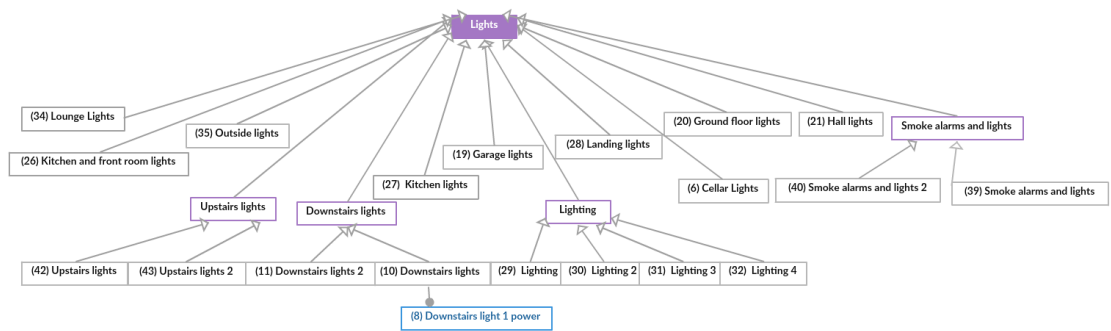 Lights
(34) Lounge Lights
(35) Outside lights
(26) Kitchen and front room lights
(27) Kitchen lights
(19) Garage lights
(28) Landing lights
(20) Ground floor lights
(21) Hall lights
Smoke alarms and lights
(6) Cellar Lights
(40) Smoke alarms and lights 2
(39) Smoke alarms and lights
Upstairs lights
Downstairs lights
Lighting
(42) Upstairs lights
(43) Upstairs lights 2
(11) Downstairs lights 2
(10) Downstairs lights
(29) Lighting
(30) Lighting 2
(31) Lighting 3
(32) Lighting 4
(8) Downstairs light 1 power